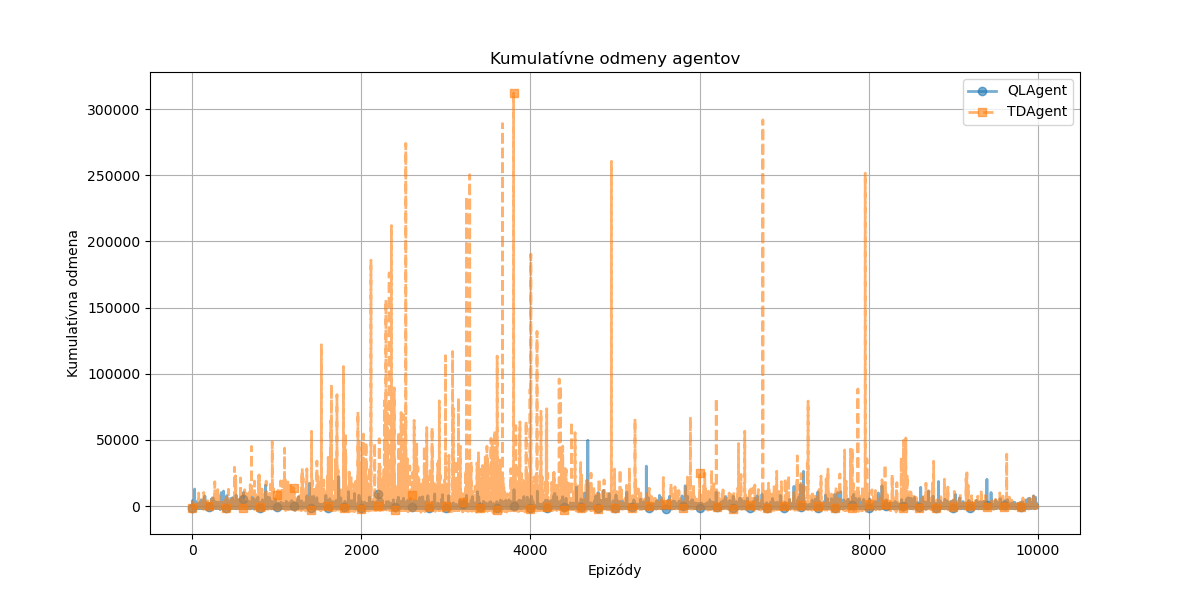 Kumulatívne odmeny agentov
QLAgent
TDAgent
Kumulatívna odmena
300000
250000
200000
150000
100000
50000
0
0
2000
4000
6000
8000
10000
Epizódy